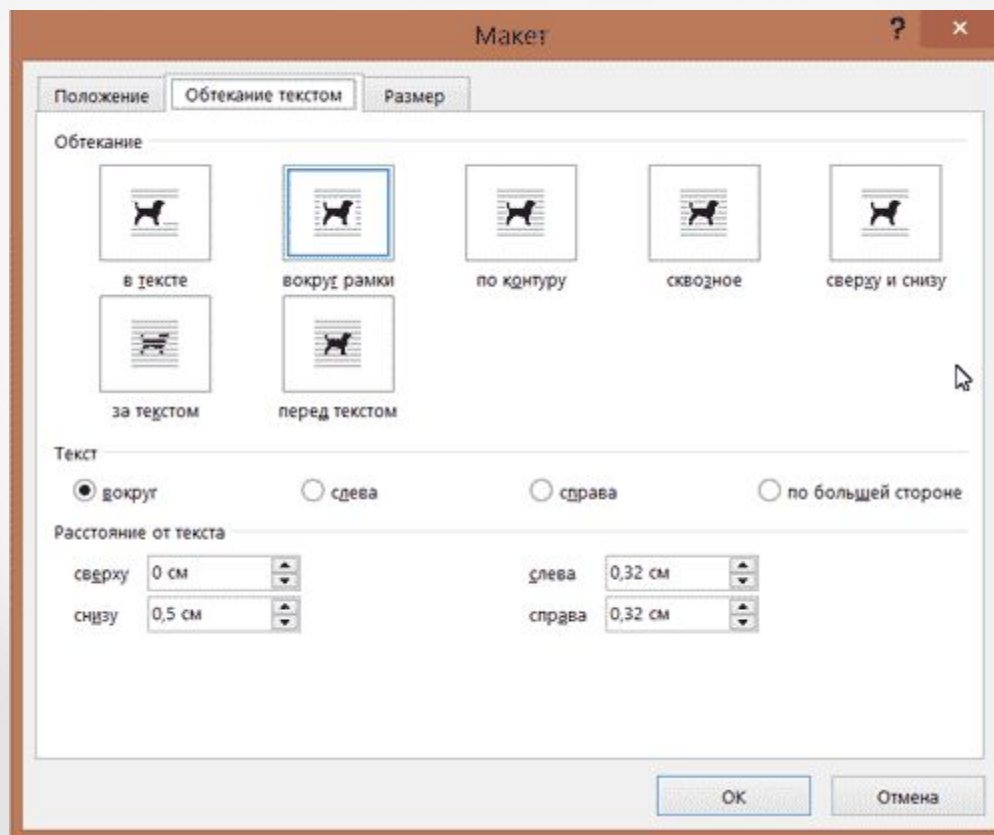 Макет
?
Положение Обтекание текстом Размер
Обтекание
в тексте вокруг рамки по контуру сквозное сверху и снизу
за текстом перед текстом
Текст
вокруг слева справа по большей стороне
Расстояние от текста
сверху 0 см слева 0,32 см
снизу 0,5 см справа 0,32 см
ОК Отмена